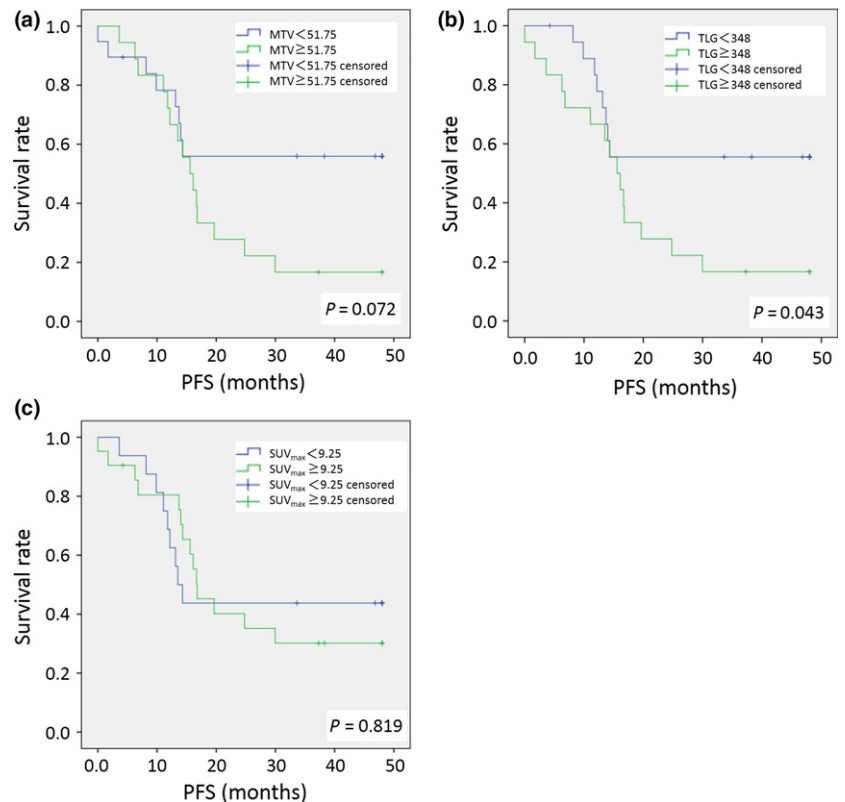 (a)
MTV<51.75
MTV≥51.75
MTV<51.75 censored
MTV≥51.75 censored
Survival rate
1.0
0.8
0.6
0.4
0.2
0.0
P = 0.072
0.0 10 20 30 40 50
PFS (months)
(b)
TLG<348
TLG≥348
TLG<348 censored
TLG≥348 censored
Survival rate
1.0
0.8
0.6
0.4
0.2
0.0
P = 0.043
0.0 10 20 30 40 50
PFS (months)
(c)
SUVmax<9.25
SUVmax≥9.25
SUVmax<9.25 censored
SUVmax≥9.25 censored
Survival rate
1.0
0.8
0.6
0.4
0.2
0.0
P = 0.819
0.0 10 20 30 40 50
PFS (months)